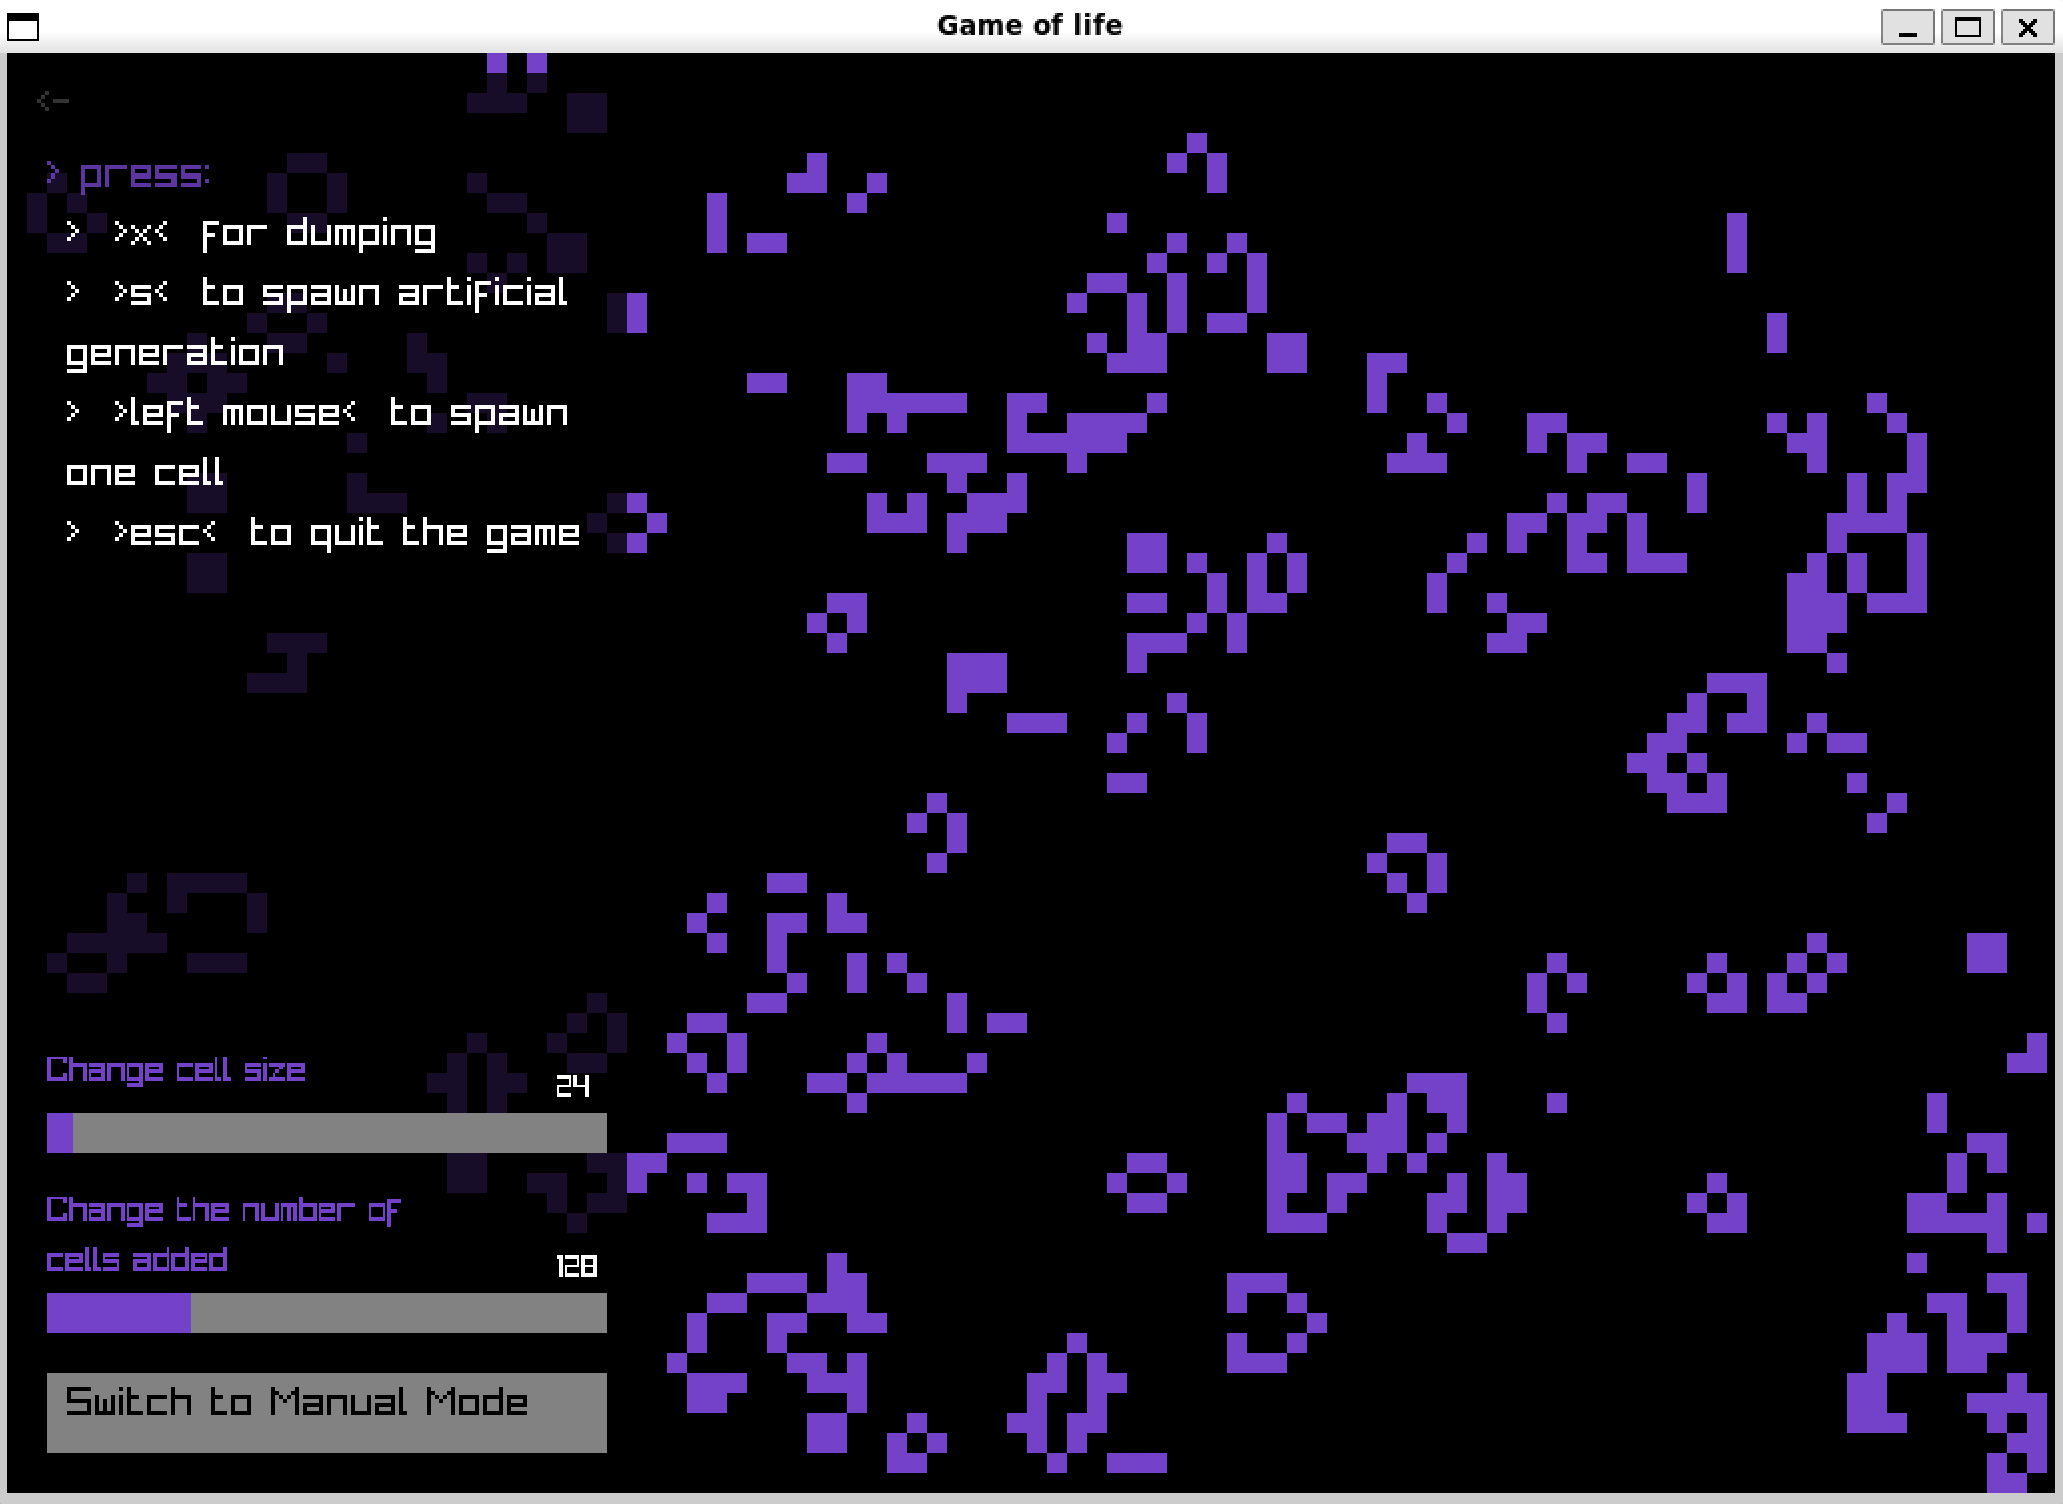 Game of life
<-
> press:
> >x< for dumping
> >s< to spawn artificial
generation
> >left mouse< to spawn
one cell
> >esc< to quit the game
Change cell size
24
Change the number of
cells added
128
Switch to Manual Mode